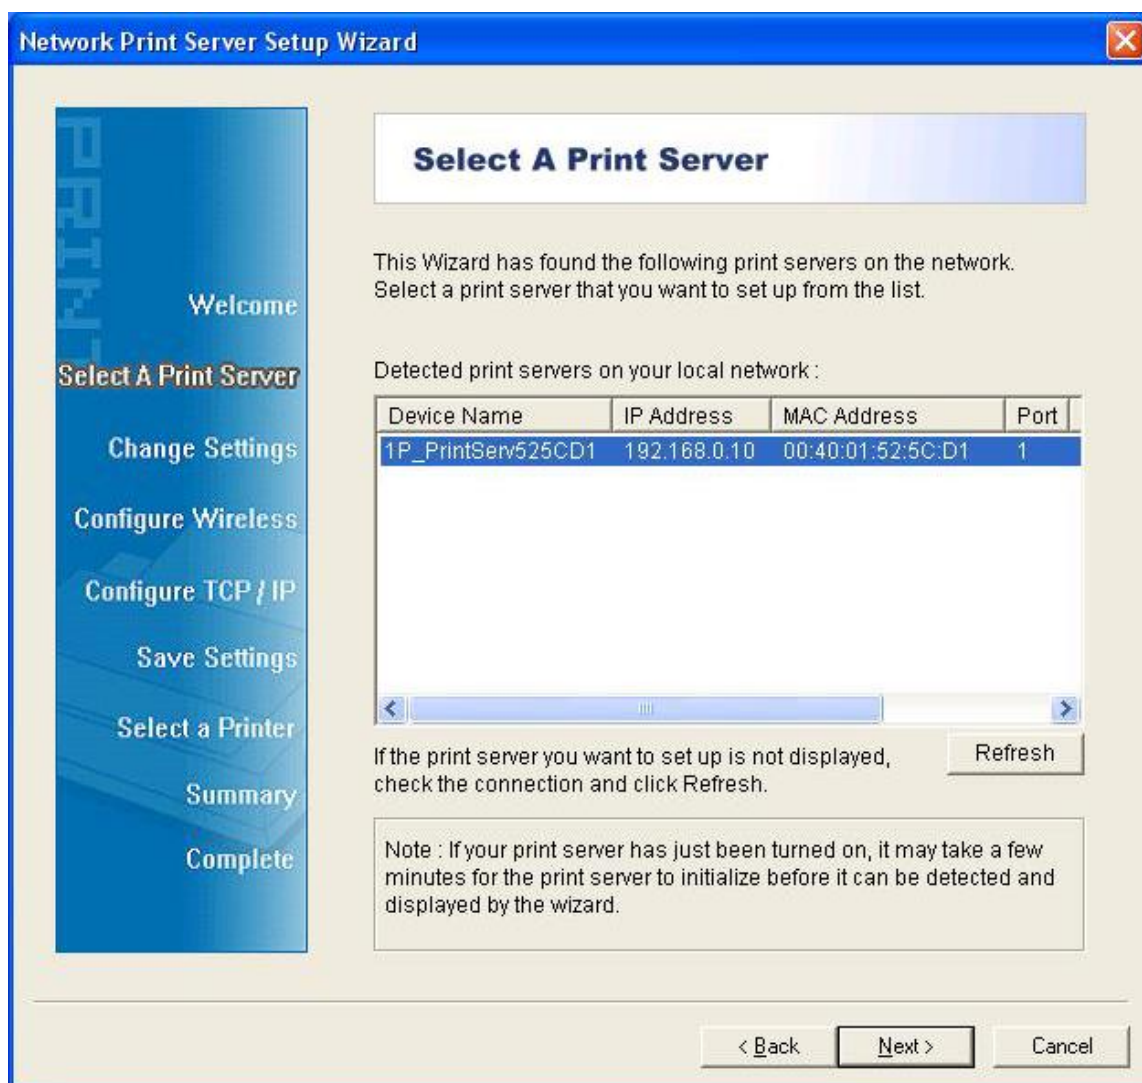 Network Print Server Setup Wizard
PRINT
Welcome
Select A Print Server
Change Settings
Configure Wireless
Configure TCP / IP
Save Settings
Select a Printer
Summary
Complete
Select A Print Server
This Wizard has found the following print servers on the network.
Select a print server that you want to set up from the list.
Detected print servers on your local network :
Device Name IP Address MAC Address Port
1P_PrintServ525CD1 192.168.0.10 00:40:01:52:5C:D1 1
If the print server you want to set up is not displayed,
check the connection and click Refresh.
Refresh
Note : If your print server has just been turned on, it may take a few
minutes for the print server to initialize before it can be detected and
displayed by the wizard.
< Back Next > Cancel